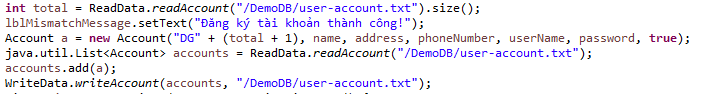 int total = ReadData.readAccount("/DemoDB/user-account.txt").size();
lblMismatchMessage.setText("Đăng ký tài khoản thành công!");
Account a = new Account("DG" + (total + 1), name, address, phoneNumber, userName, password, true);
java.util.List<Account> accounts = ReadData.readAccount("/DemoDB/user-account.txt");
accounts.add(a);
WriteData.writeAccount(accounts, "/DemoDB/user-account.txt");